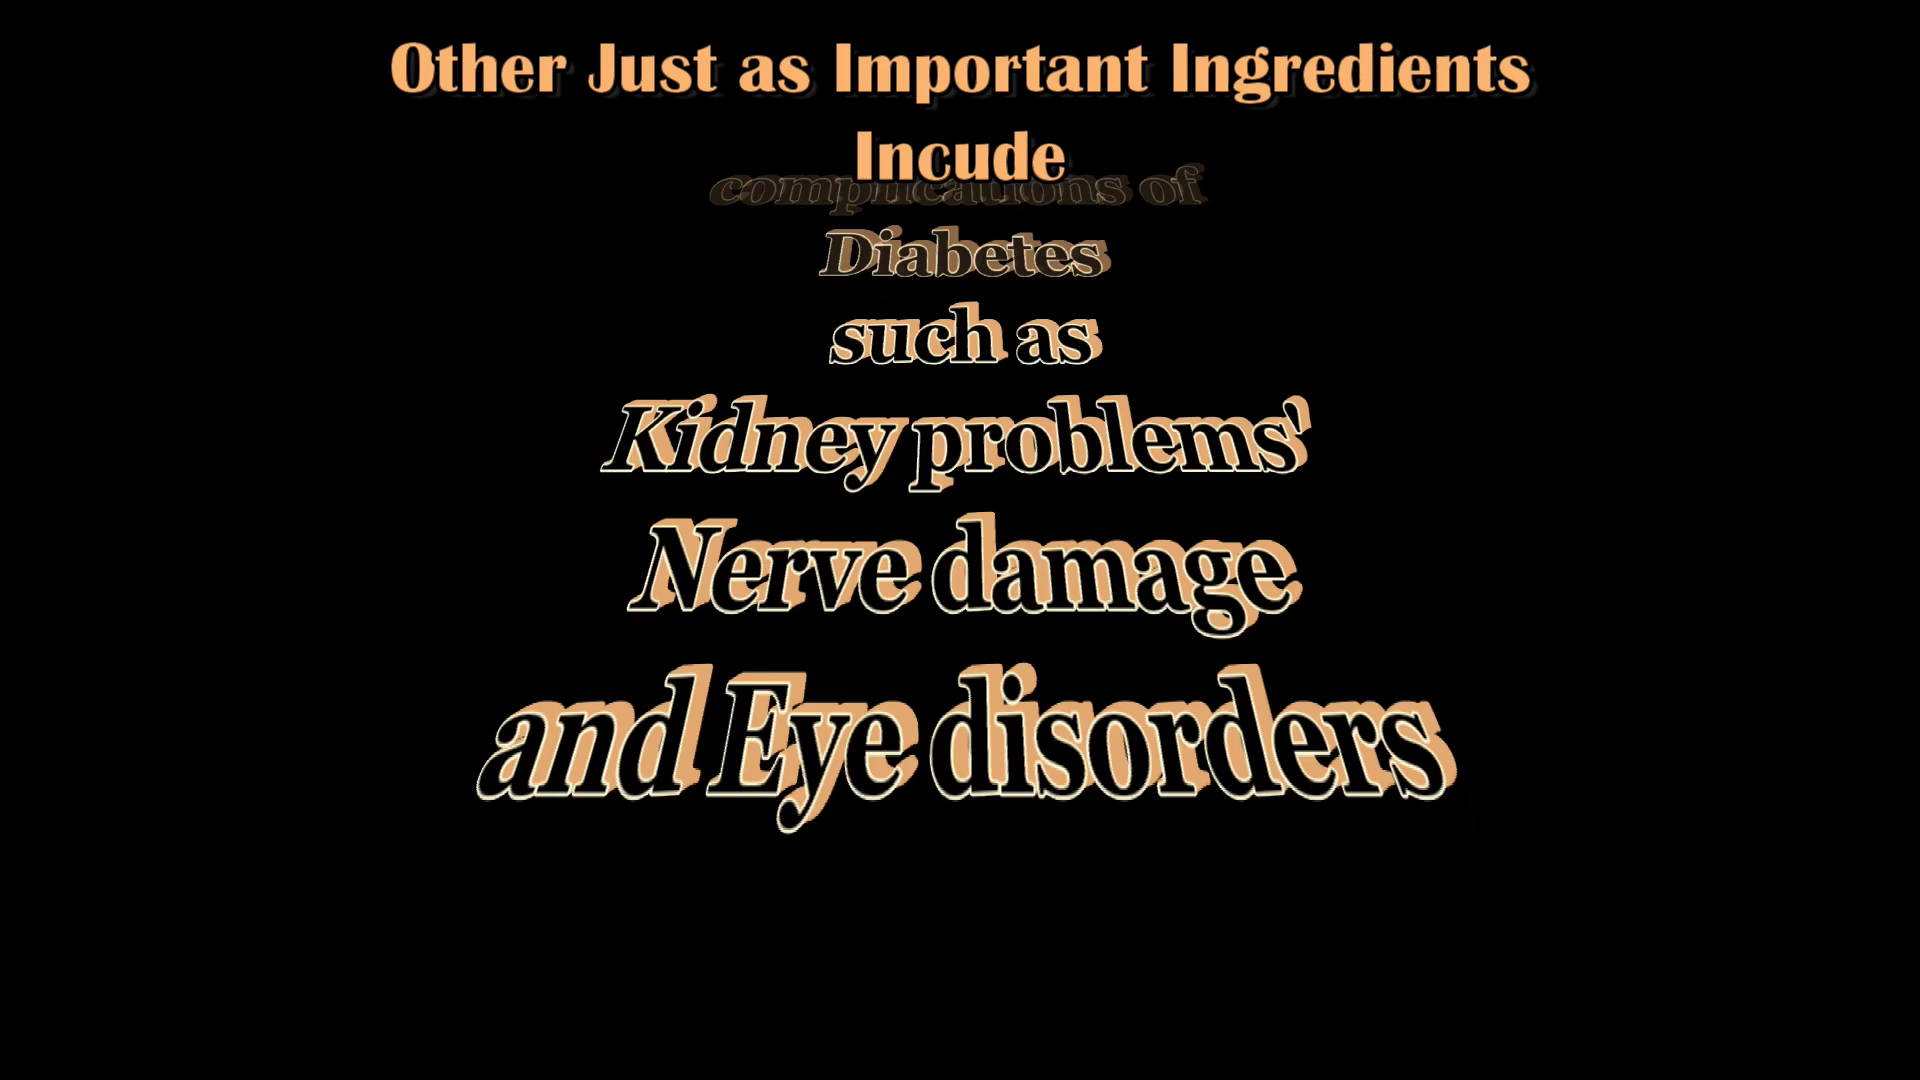 Other Just as Important Ingredients
Incude
complications of
Diabetes
such as
Kidney problems'
Nerve damage
and Eye disorders